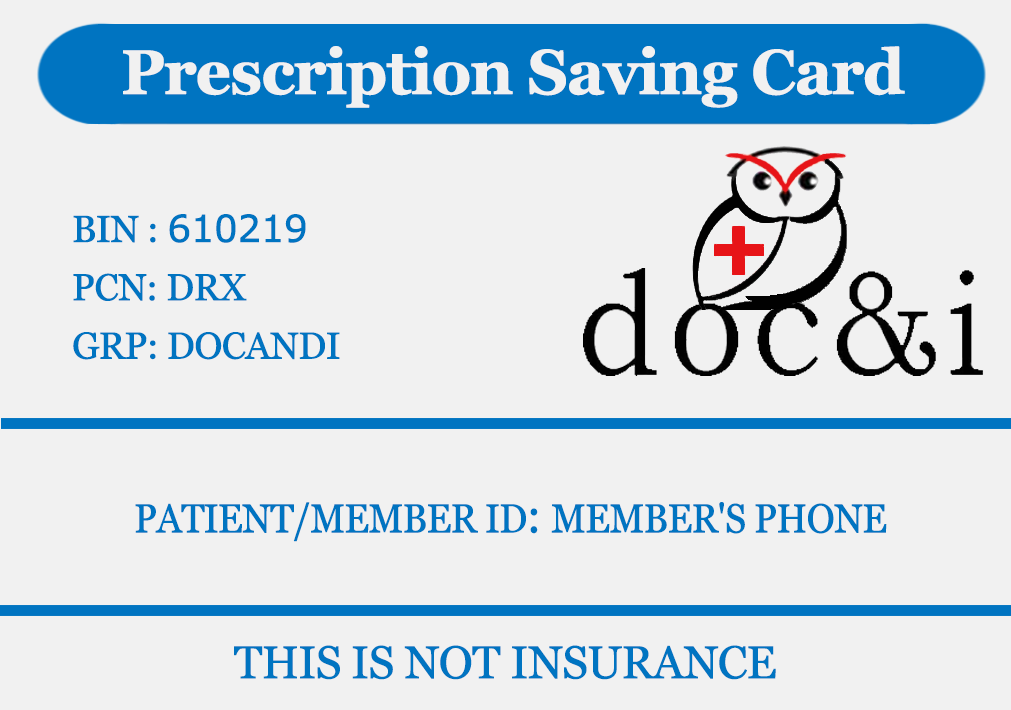 Prescription Saving Card
BIN : 610219
PCN: DRX
GRP: DOCANDI
doc&i
PATIENT/MEMBER ID: MEMBER'S PHONE
THIS IS NOT INSURANCE